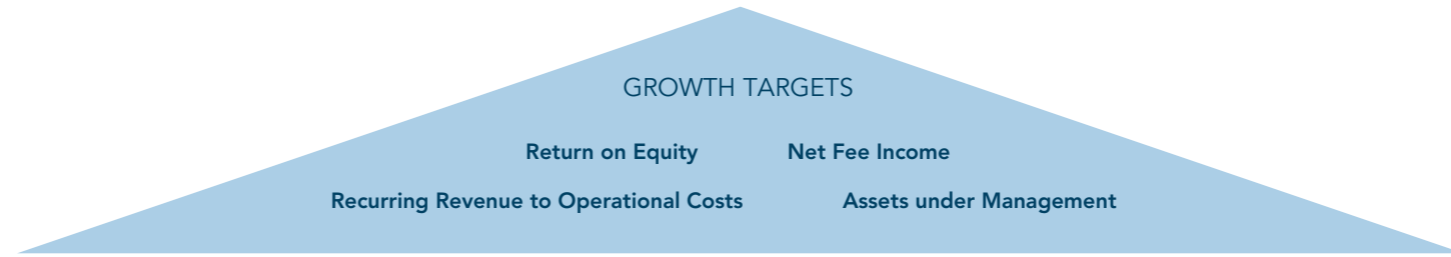 GROWTH TARGETS
Return on Equity Net Fee Income
Recurring Revenue to Operational Costs Assets under Management